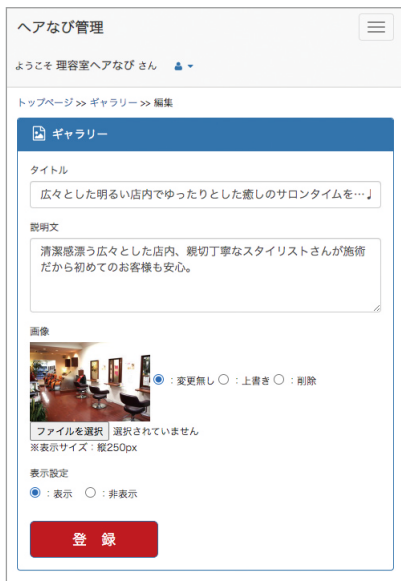 ヘアなび管理
ようこそ 理容室ヘアなび さん
トップページ >> ギャラリー >> 編集
ギャラリー
タイトル
広々とした明るい店内でゆったりとした癒しのサロンタイムを…♩
説明文
清潔感漂う広々とした店内、親切丁寧なスタイリストさんが施術
だから初めてのお客様も安心。
画像
：変更無し ：上書き ：削除
ファイルを選択 選択されていません
※表示サイズ：縦250px
表示設定
：表示 ：非表示
登 録